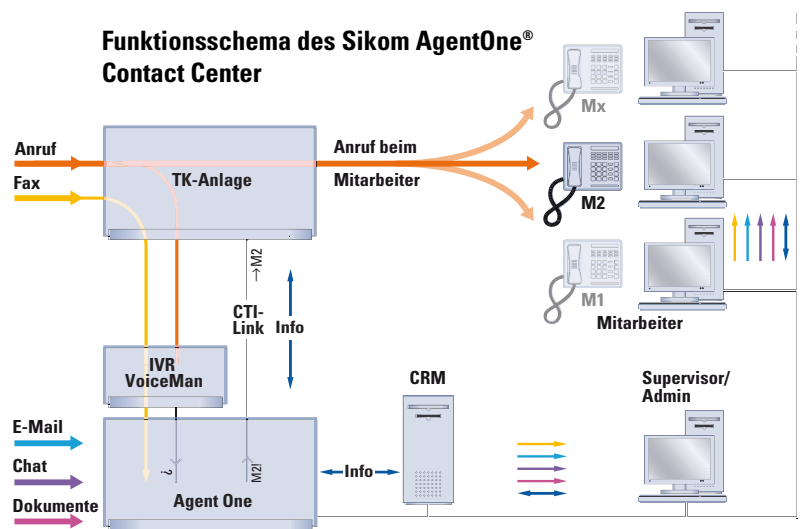 Funktionsschema des Sikom AgentOne®
Contact Center
Mx
Anruf
Anruf beim
Mitarbeiter
TK-Anlage
Fax
M2
→M2
M1
Mitarbeiter
CTI-
Link
Info
IVR
VoiceMan
CRM
Supervisor/
Admin
E-Mail
Chat
Dokumente
?
M2!
Agent One
Info